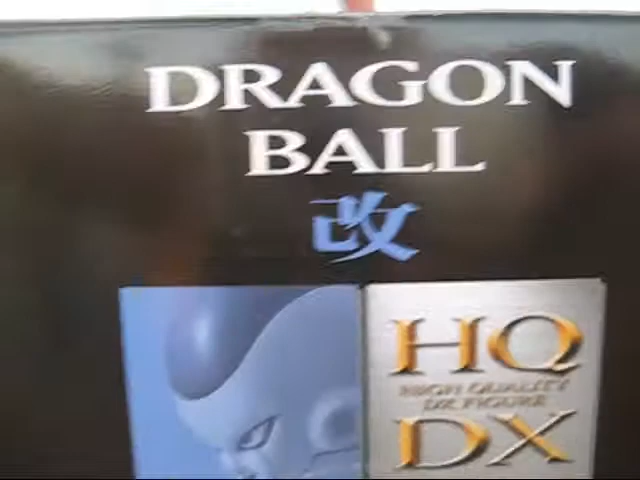 DRAGON
BALL
改
HQ
HIGH QUALITY
DX FIGURE
DX